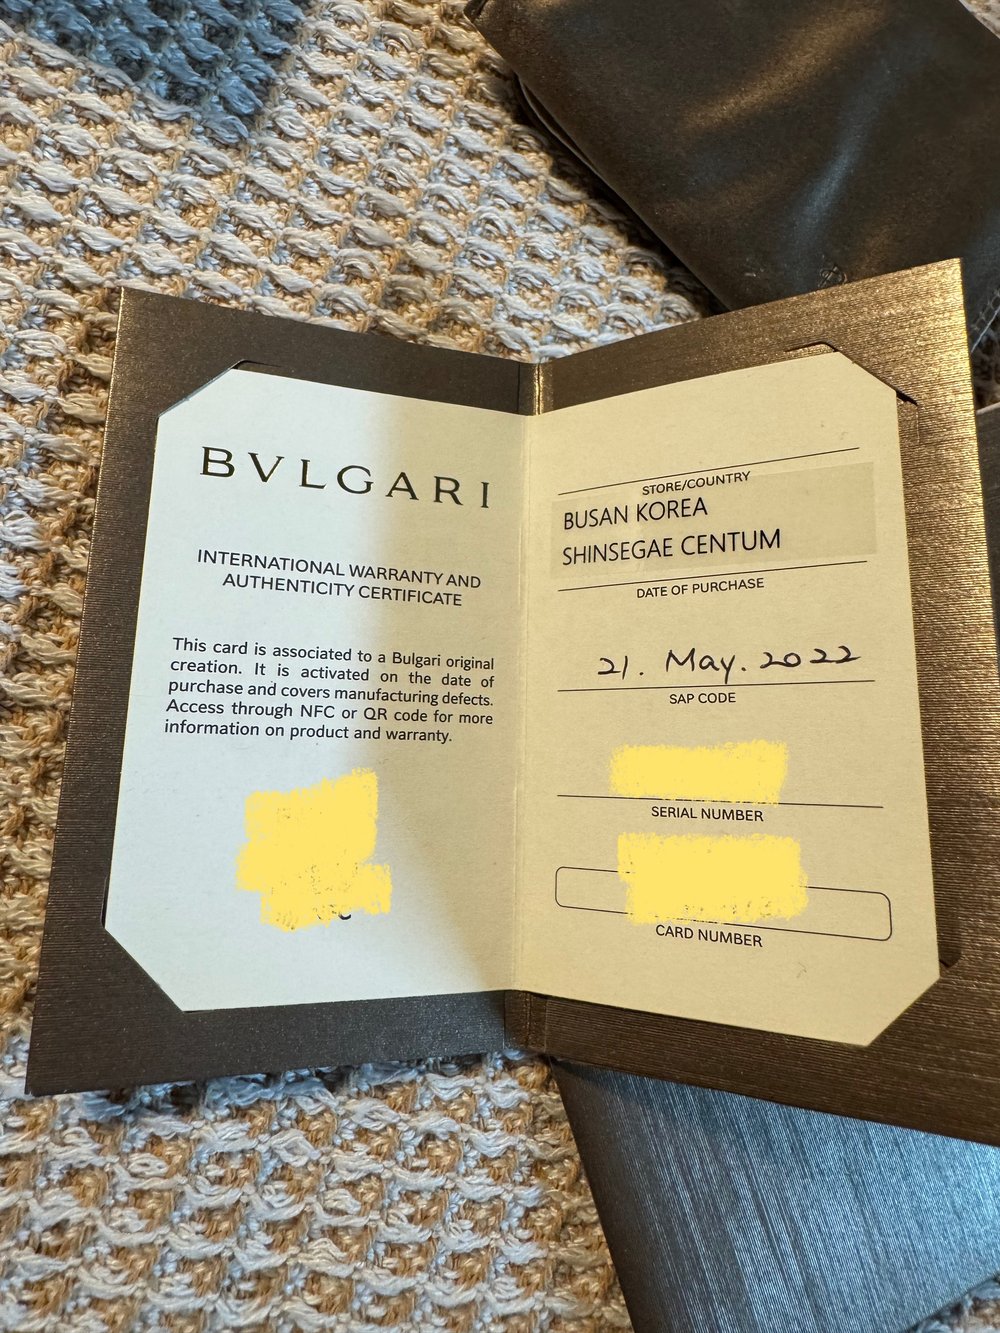 BVLGARI
INTERNATIONAL WARRANTY AND
AUTHENTICITY CERTIFICATE
This card is associated to a Bulgari original
creation. It is activated on the date of
purchase and covers manufacturing defects.
Access through NFC or QR code for more
information on product and warranty.
STORE/COUNTRY
BUSAN KOREA
SHINSEGAE CENTUM
DATE OF PURCHASE
21. May. 2022
SAP CODE
SERIAL NUMBER
CARD NUMBER